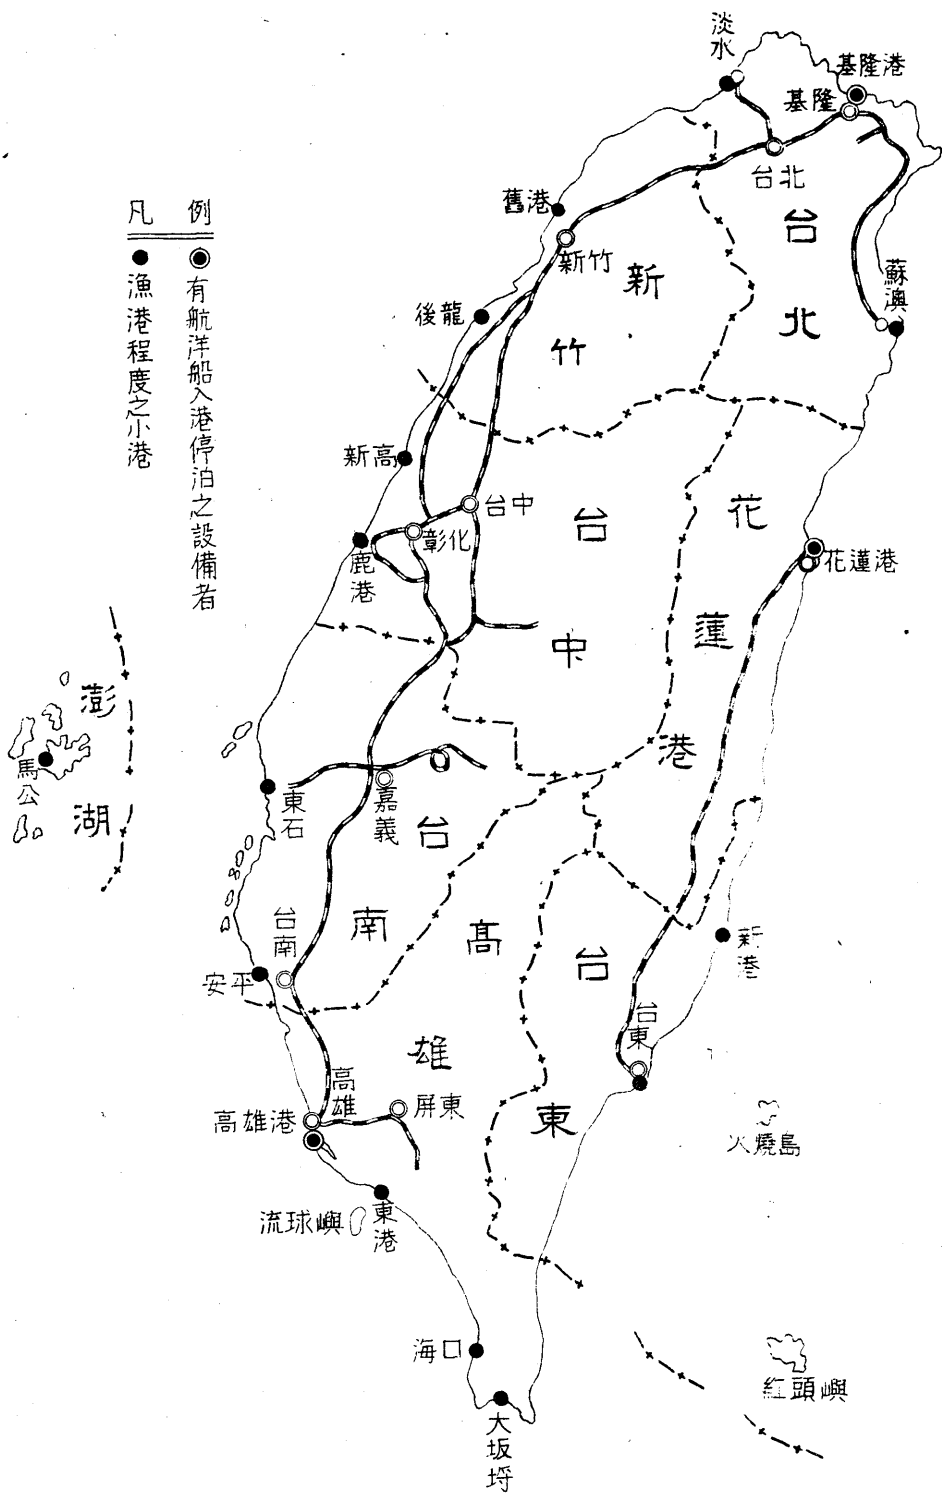 凡例
有航洋船入港停泊之設備者
漁港程度之小港
淡水
基隆港
基隆
台北
舊港
新竹
後龍
蘇澳
新高
台中
彰化
鹿港
花蓮港
馬公
東石
嘉義
台南
安平
新港
台東
高雄
高雄港
屏東
流球嶼
東港
火燒島
海口
紅頭嶼
大坂埒
台北
新竹
台中
花蓮港
澎湖
台南
高雄
台東